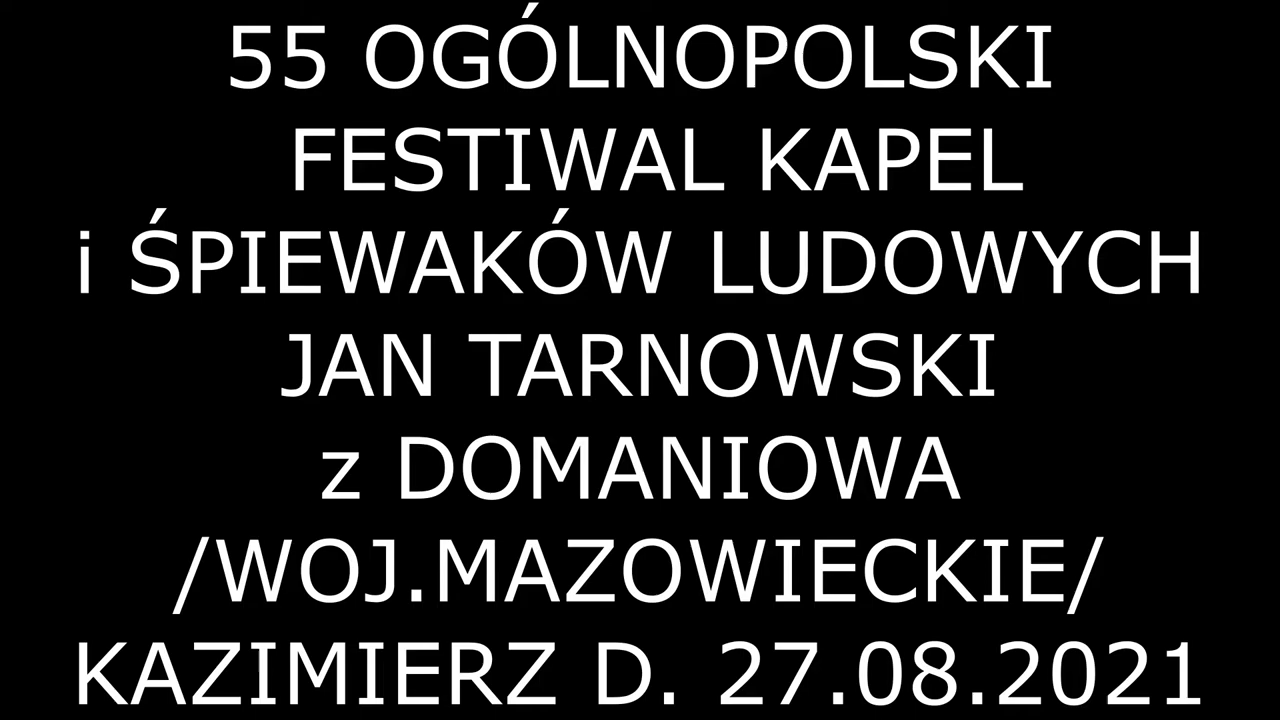 55 OGÓLNOPOLSKI
FESTIWAL KAPEL
i ŚPIEWAKÓW LUDOWYCH
JAN TARNOWSKI
z DOMANIOWA
/WOJ.MAZOWIECKIE/
KAZIMIERZ D. 27.08.2021